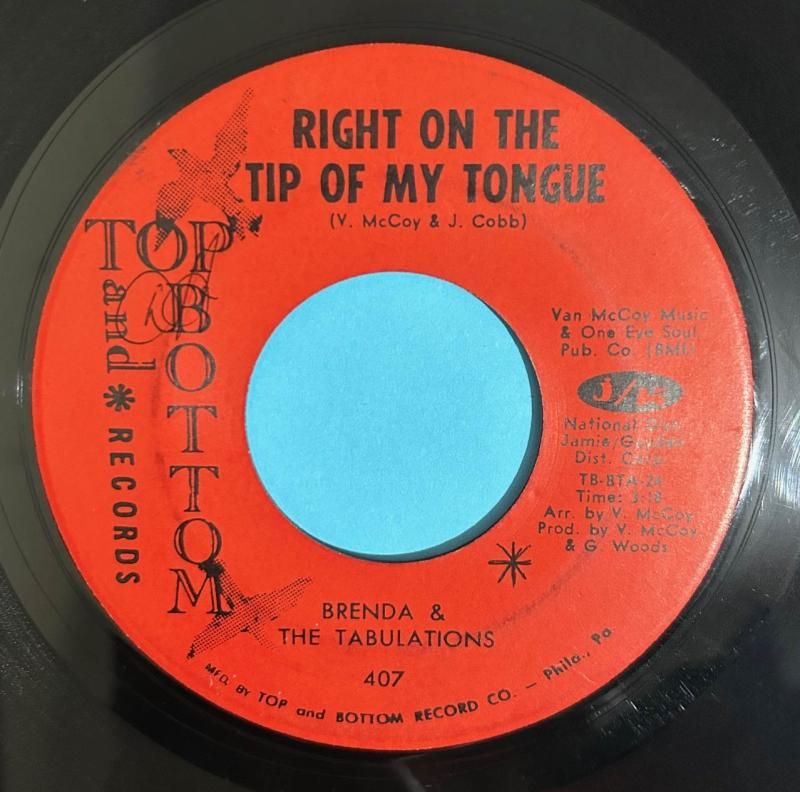 RIGHT ON THE
TIP OF MY TONGUE
(V. McCoy & J. Cobb)
TOP
and
BOTTOM
* RECORDS
Van McCoy Music
& One Eye Soul
Pub. Co. (BMI)
National
Jamie/Guyden
Dist. Corp.
TB-BTA-24
Time: 3:18
Arr. by V. McCoy
Prod. by V. McCoy
& G. Woods
BRENDA &
THE TABULATIONS
407
MFD. BY TOP and BOTTOM RECORD CO. — Phila., Pa.